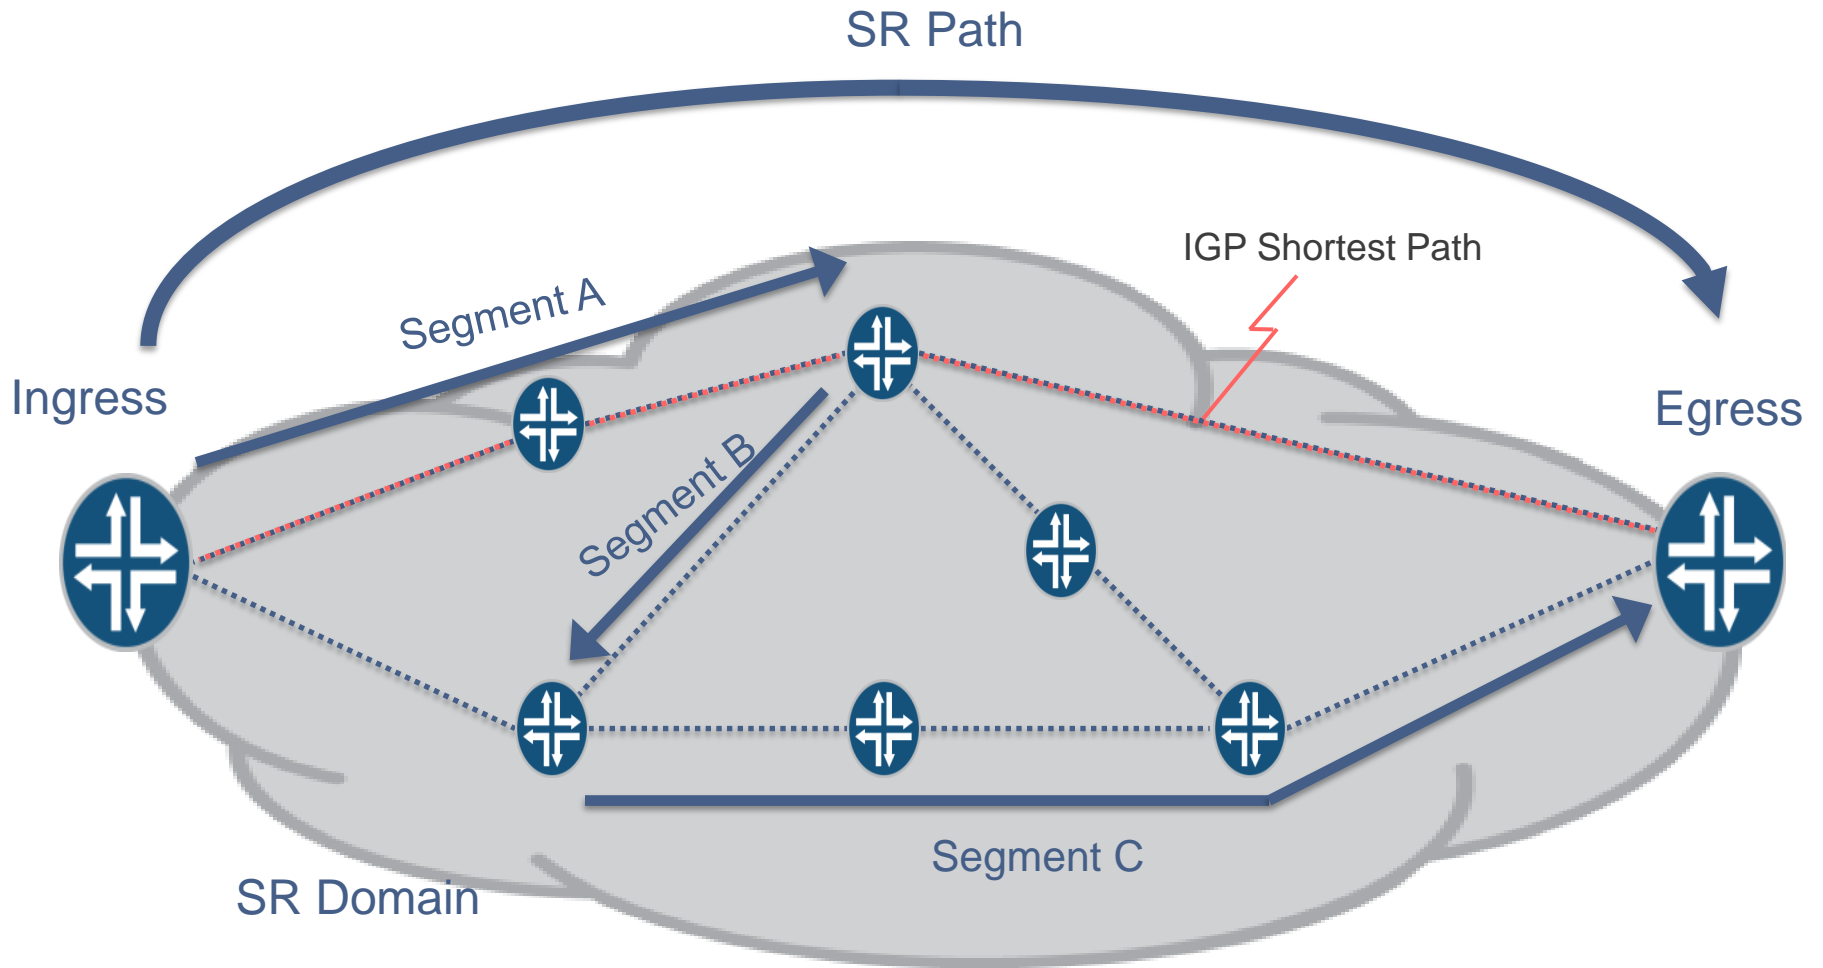 SR Path
IGP Shortest Path
Segment A
Ingress
Egress
Segment B
Segment C
SR Domain